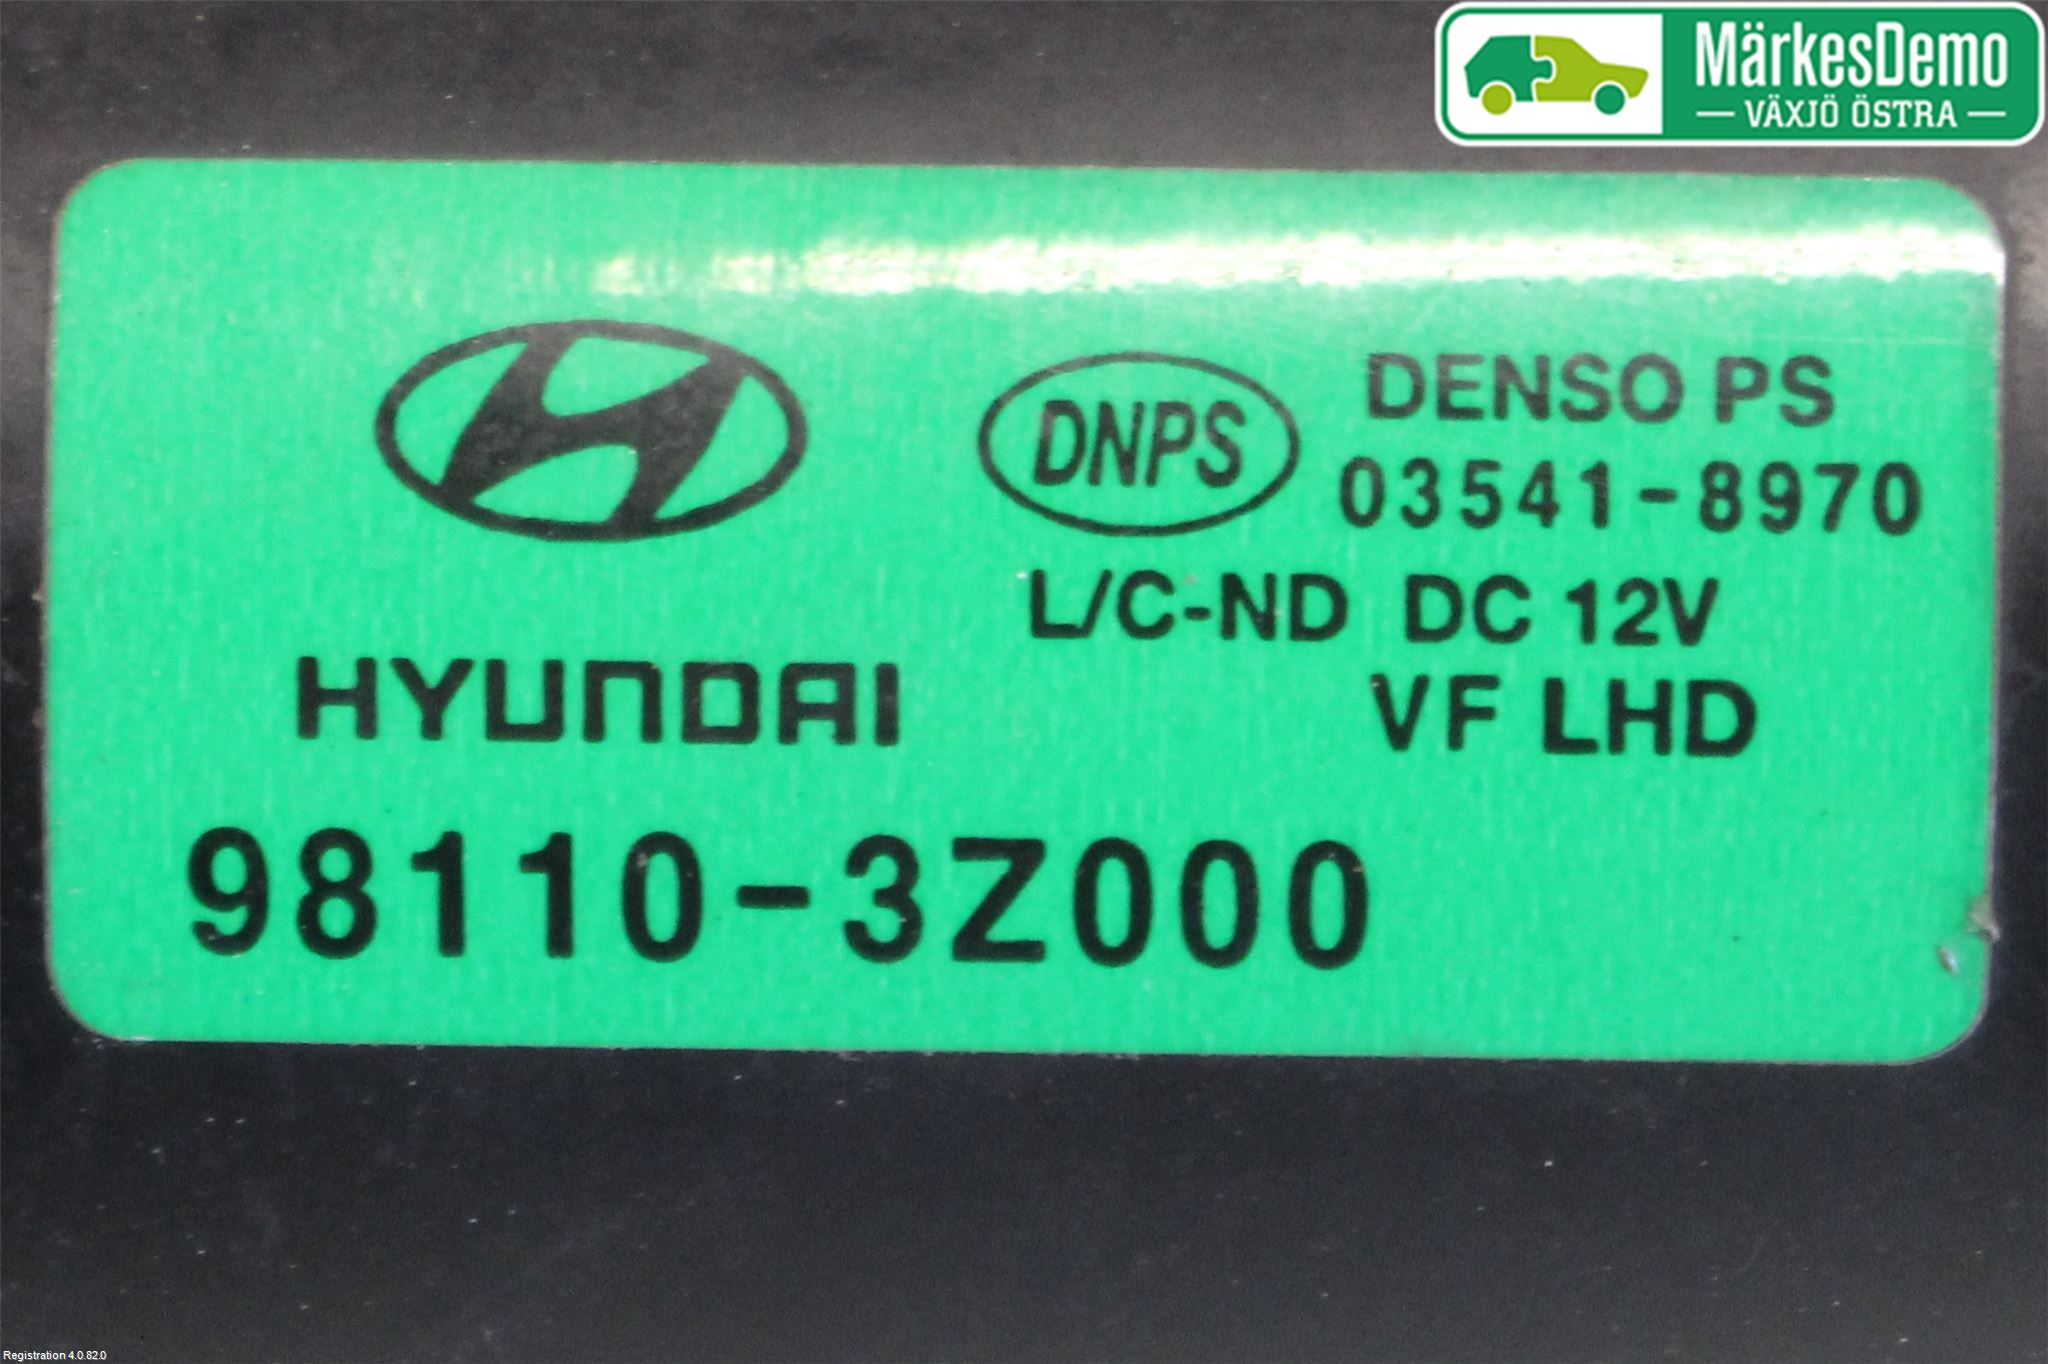 MärkesDemo
VÄXJÖ ÖSTRA
DENSO PS
DNPS
03541-8970
L/C-ND DC 12V
HYUNDAI
VF LHD
98110-3Z000
Registration 4.0.82.0